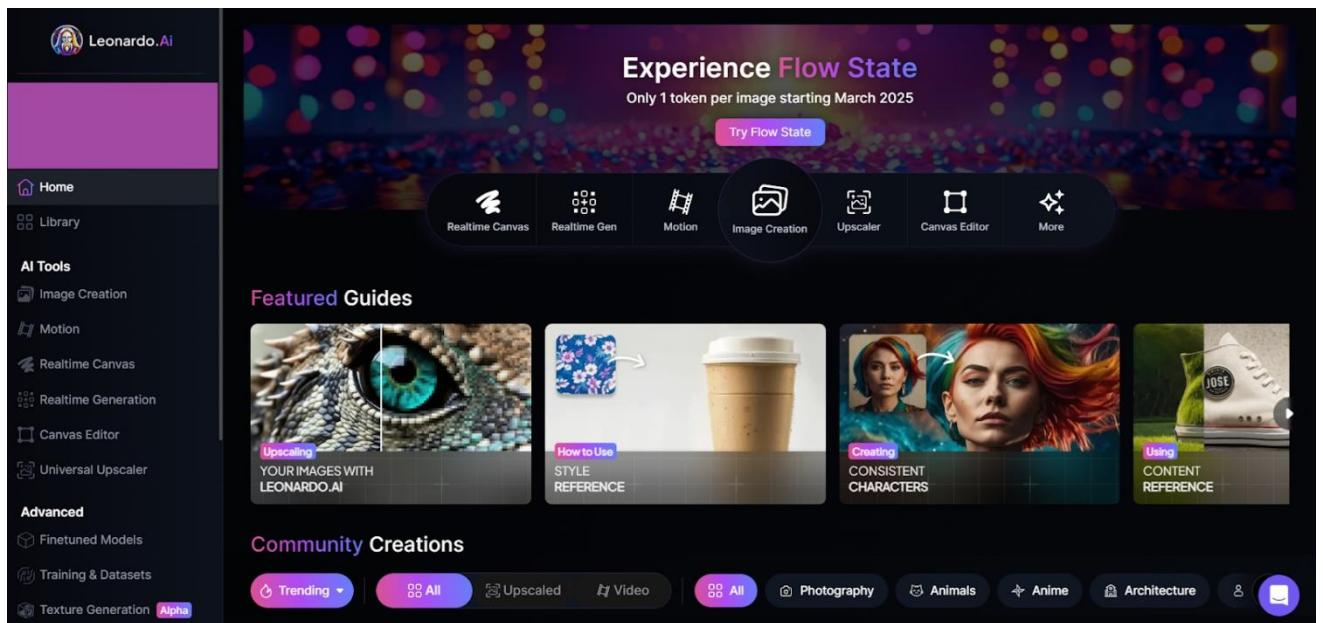 Leonardo.Ai
Home
Library
AI Tools
Image Creation
Motion
Realtime Canvas
Realtime Generation
Canvas Editor
Universal Upscaler
Advanced
Finetuned Models
Training & Datasets
Texture Generation Alpha
Experience Flow State
Only 1 token per image starting March 2025
Try Flow State
Realtime Canvas
Realtime Gen
Motion
Image Creation
Upscaler
Canvas Editor
More
Featured Guides
Upscaling
YOUR IMAGES WITH
LEONARDO.AI
How to Use
STYLE
REFERENCE
Creating
CONSISTENT
CHARACTERS
JOSE
Using
CONTENT
REFERENCE
Community Creations
Trending
All
Upscaled
Video
All
Photography
Animals
Anime
Architecture